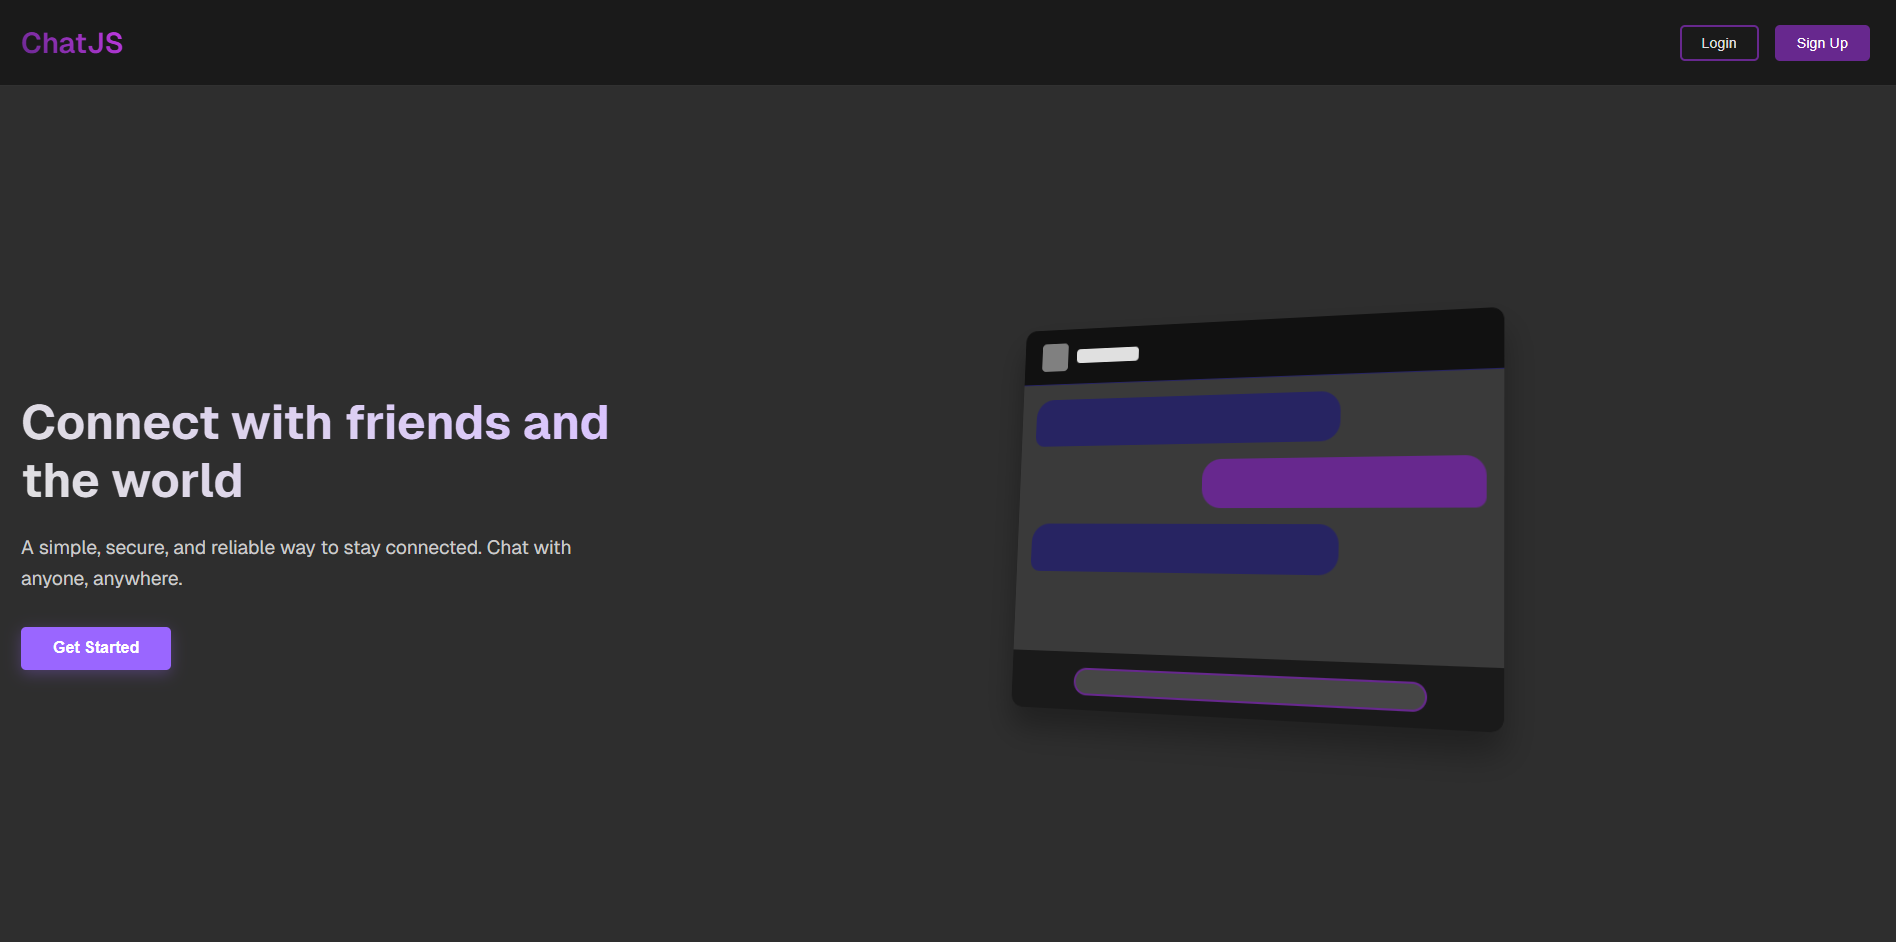 ChatJS
Login
Sign Up
Connect with friends and
the world
A simple, secure, and reliable way to stay connected. Chat with
anyone, anywhere.
Get Started